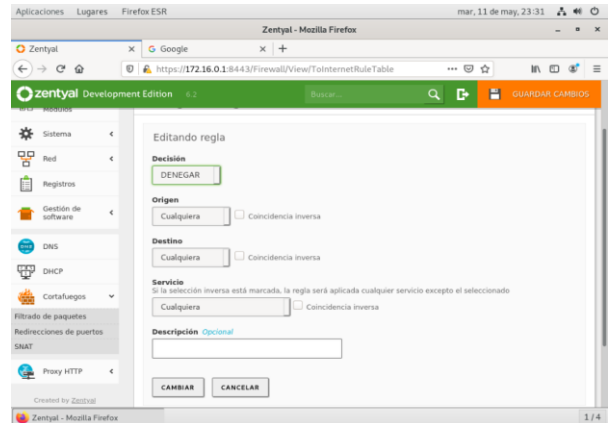 Aplicaciones Lugares Firefox ESR mar, 11 de may, 23:31
Zentyal - Mozilla Firefox
Zentyal × G Google × +
https://172.16.0.1:8443/Firewall/View/ToInternetRuleTable
zentyal Development Edition 6.2 Buscar... GUARDAR CAMBIOS
Módulos
Sistema
Red
Registros
Gestión de
software
DNS
DHCP
Cortafuegos
Filtrado de paquetes
Redirecciones de puertos
SNAT
Proxy HTTP
Created by Zentyal
Editando regla
Decisión
DENEGAR
Origen
Cualquiera Coincidencia inversa
Destino
Cualquiera Coincidencia inversa
Servicio
Si la selección inversa está marcada, la regla será aplicada cualquier servicio excepto el seleccionado
Cualquiera Coincidencia inversa
Descripción Opcional
CAMBIAR CANCELAR
Zentyal - Mozilla Firefox 1 / 4